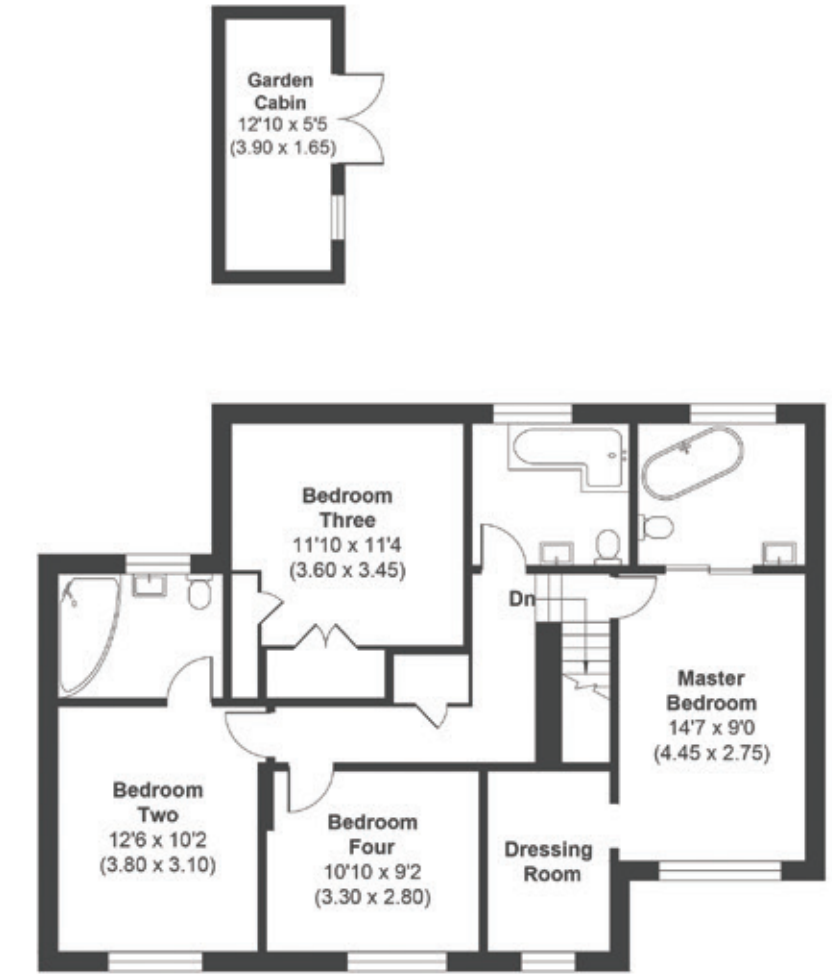 Garden
Cabin
12'10 x 5'5
(3.90 x 1.65)
Bedroom
Three
11'10 x 11'4
(3.60 x 3.45)
Dn
Master
Bedroom
14'7 x 9'0
(4.45 x 2.75)
Bedroom
Two
12'6 x 10'2
(3.80 x 3.10)
Bedroom
Four
10'10 x 9'2
(3.30 x 2.80)
Dressing
Room